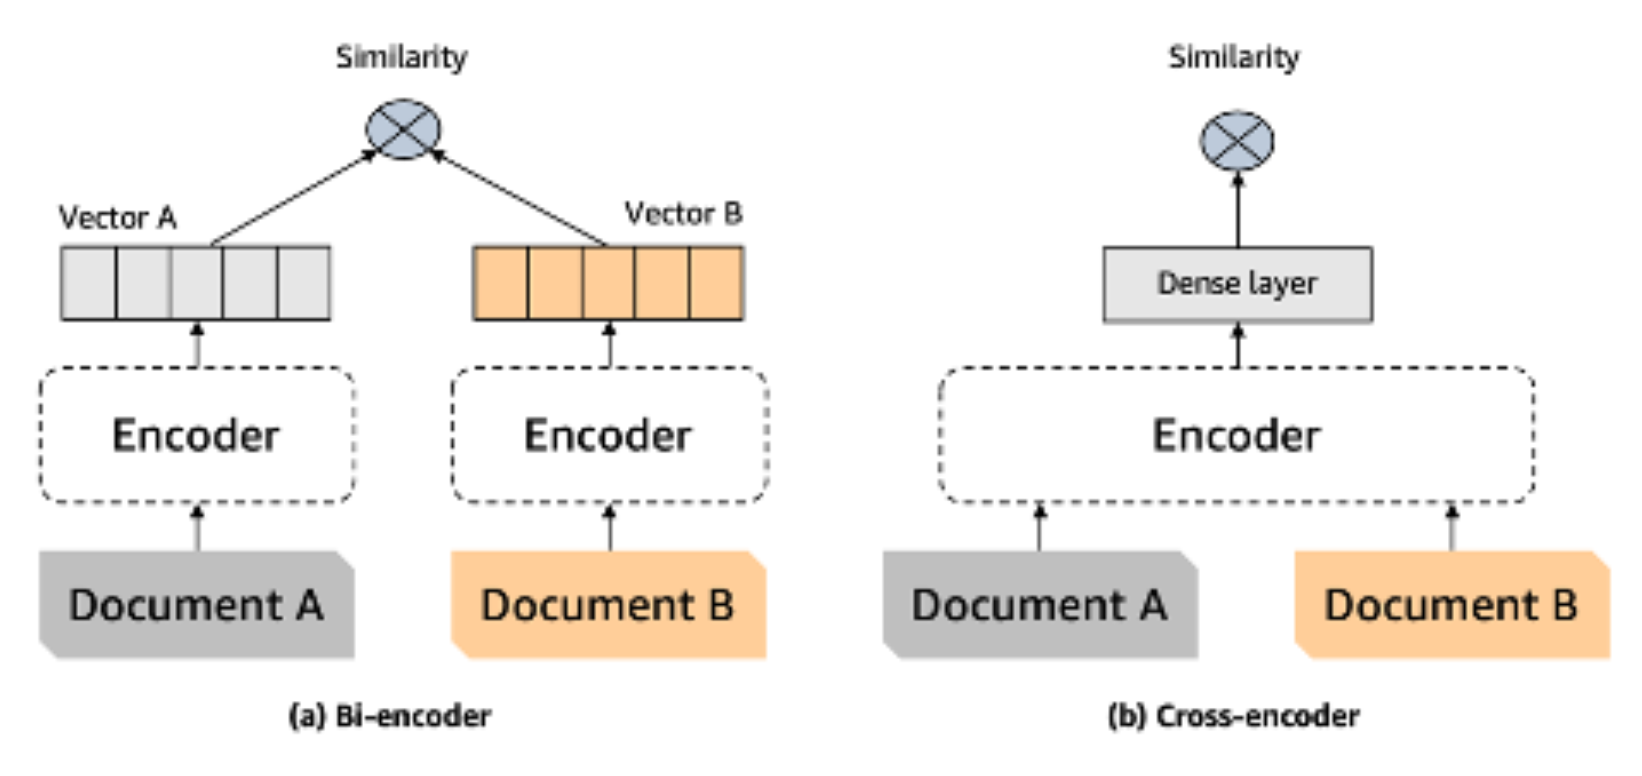 Similarity
Vector A
Vector B
Encoder
Encoder
Document A
Document B
(a) Bi-encoder
Similarity
Dense layer
Encoder
Document A
Document B
(b) Cross-encoder